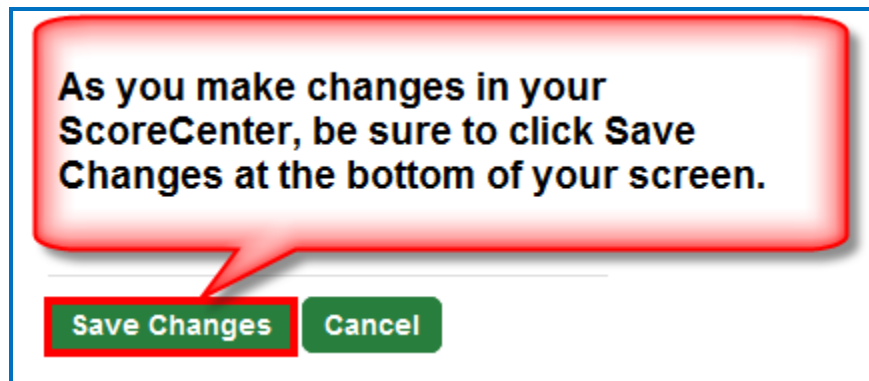 As you make changes in your
ScoreCenter, be sure to click Save
Changes at the bottom of your screen.
Save Changes Cancel